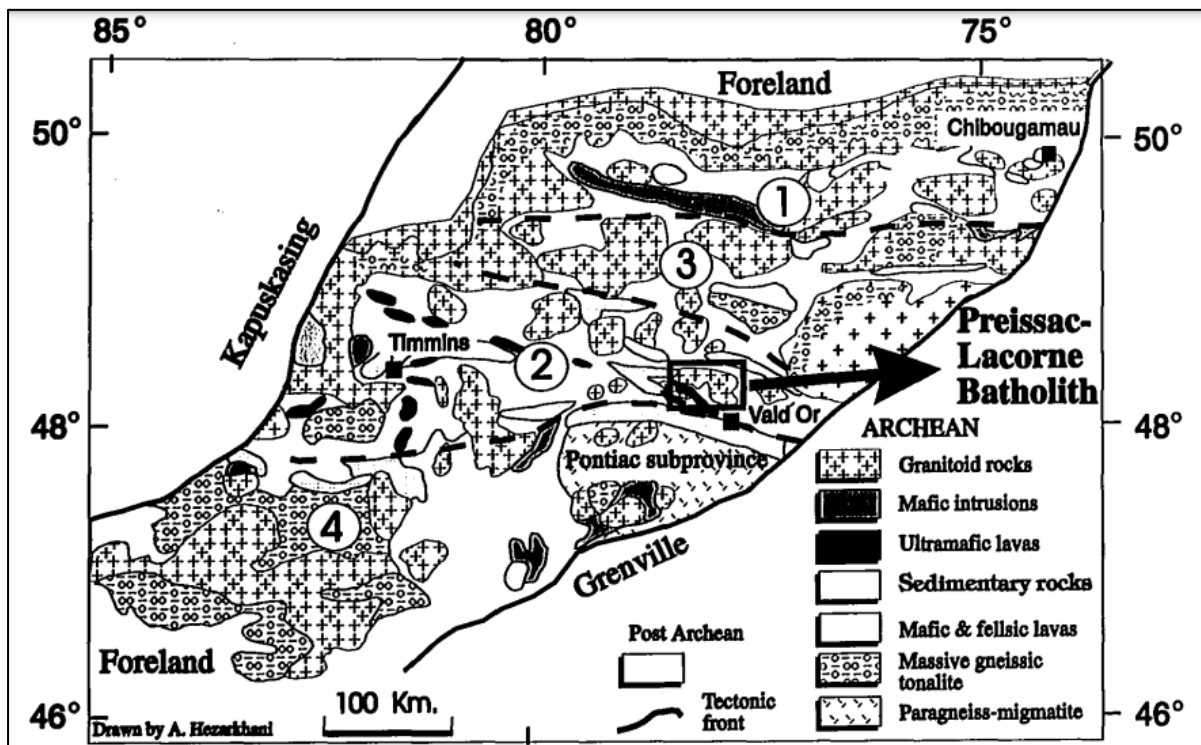 85° 80° 75°
Foreland
50° 50°
Chibougamau
1
Kapuskasing
3
Timmins
2
Preissac-
Lacorne
Batholith
Vald Or
48° 48°
ARCHEAN
Pontiac subprovince
Granitoid rocks
Mafic intrusions
4
Ultramafic lavas
Grenville
Sedimentary rocks
Post Archean
Mafic & fellsic lavas
Foreland
Massive gneissic
tonalite
100 Km.
Tectonic
front
Paragneiss-migmatite
46° 46°
Drawn by A. Hezarkhani